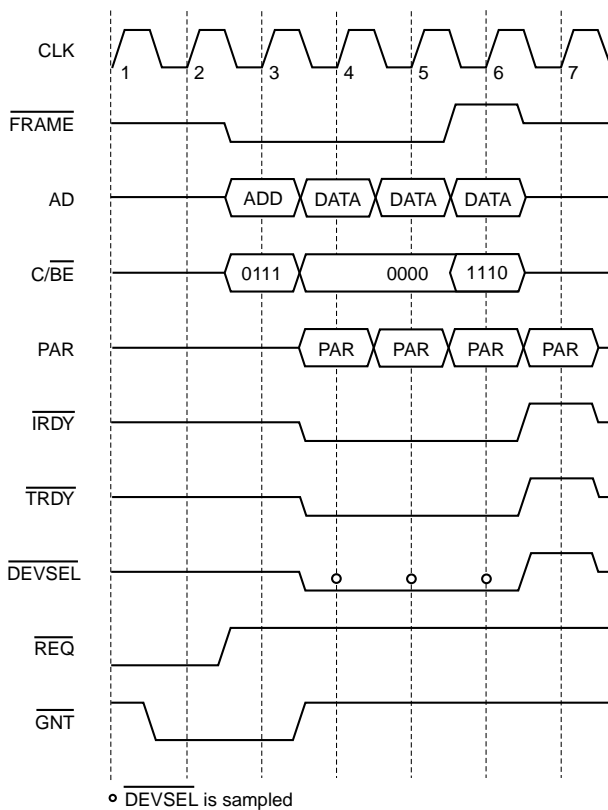 CLK
1 2 3 4 5 6 7
FRAME
AD ADD DATA DATA DATA
C/BE 0111 0000 1110
PAR PAR PAR PAR PAR
IRDY
TRDY
DEVSEL
REQ
GNT
DEVSEL is sampled